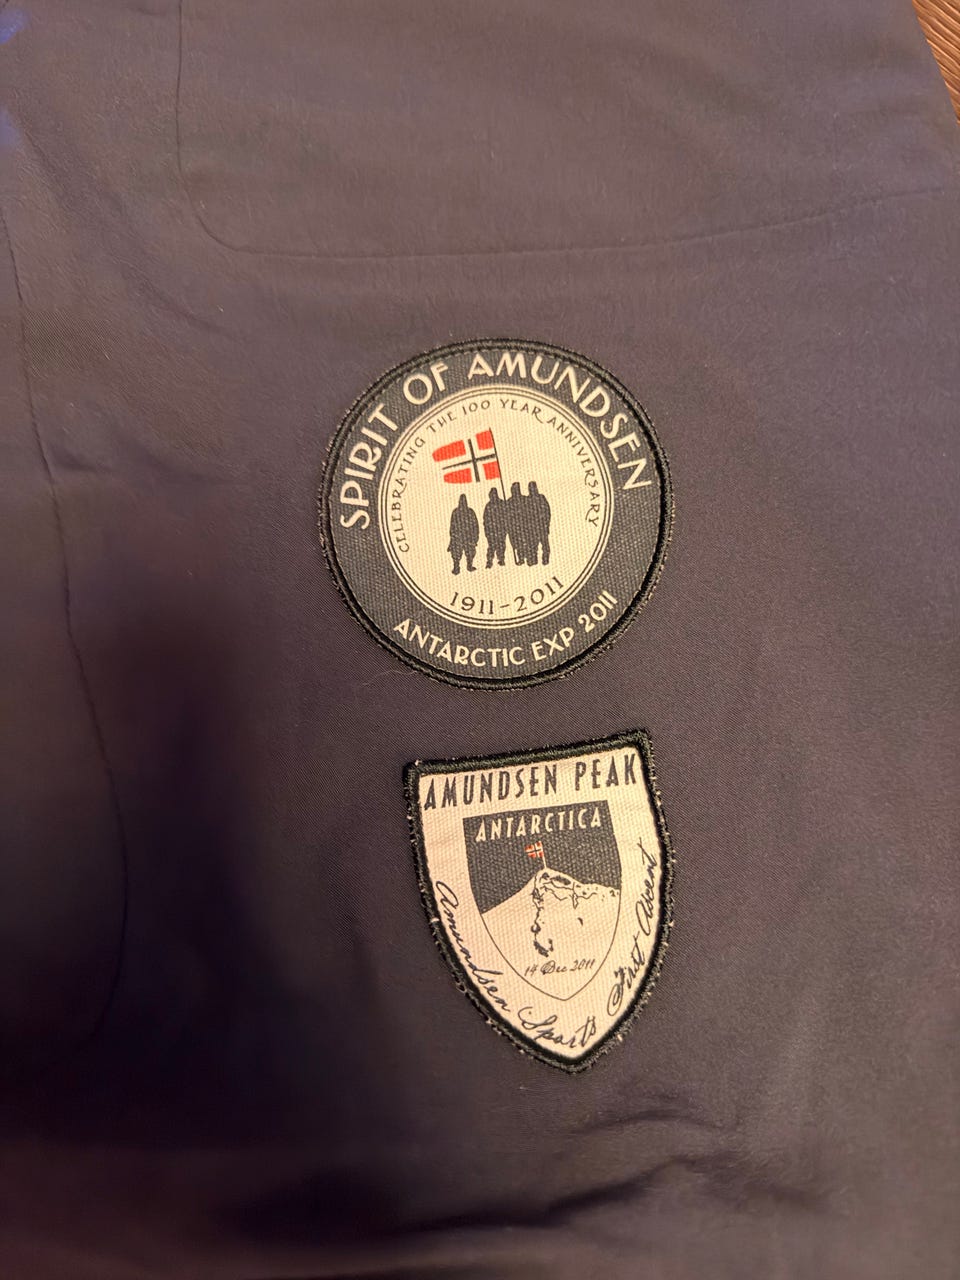 SPIRIT OF AMUNDSEN
CELEBRATING THE 100 YEAR ANNIVERSARY
1911-2011
ANTARCTIC EXP 2011
AMUNDSEN PEAK
ANTARCTICA
14 Dec 2011
Amundsen Sports First Ascent